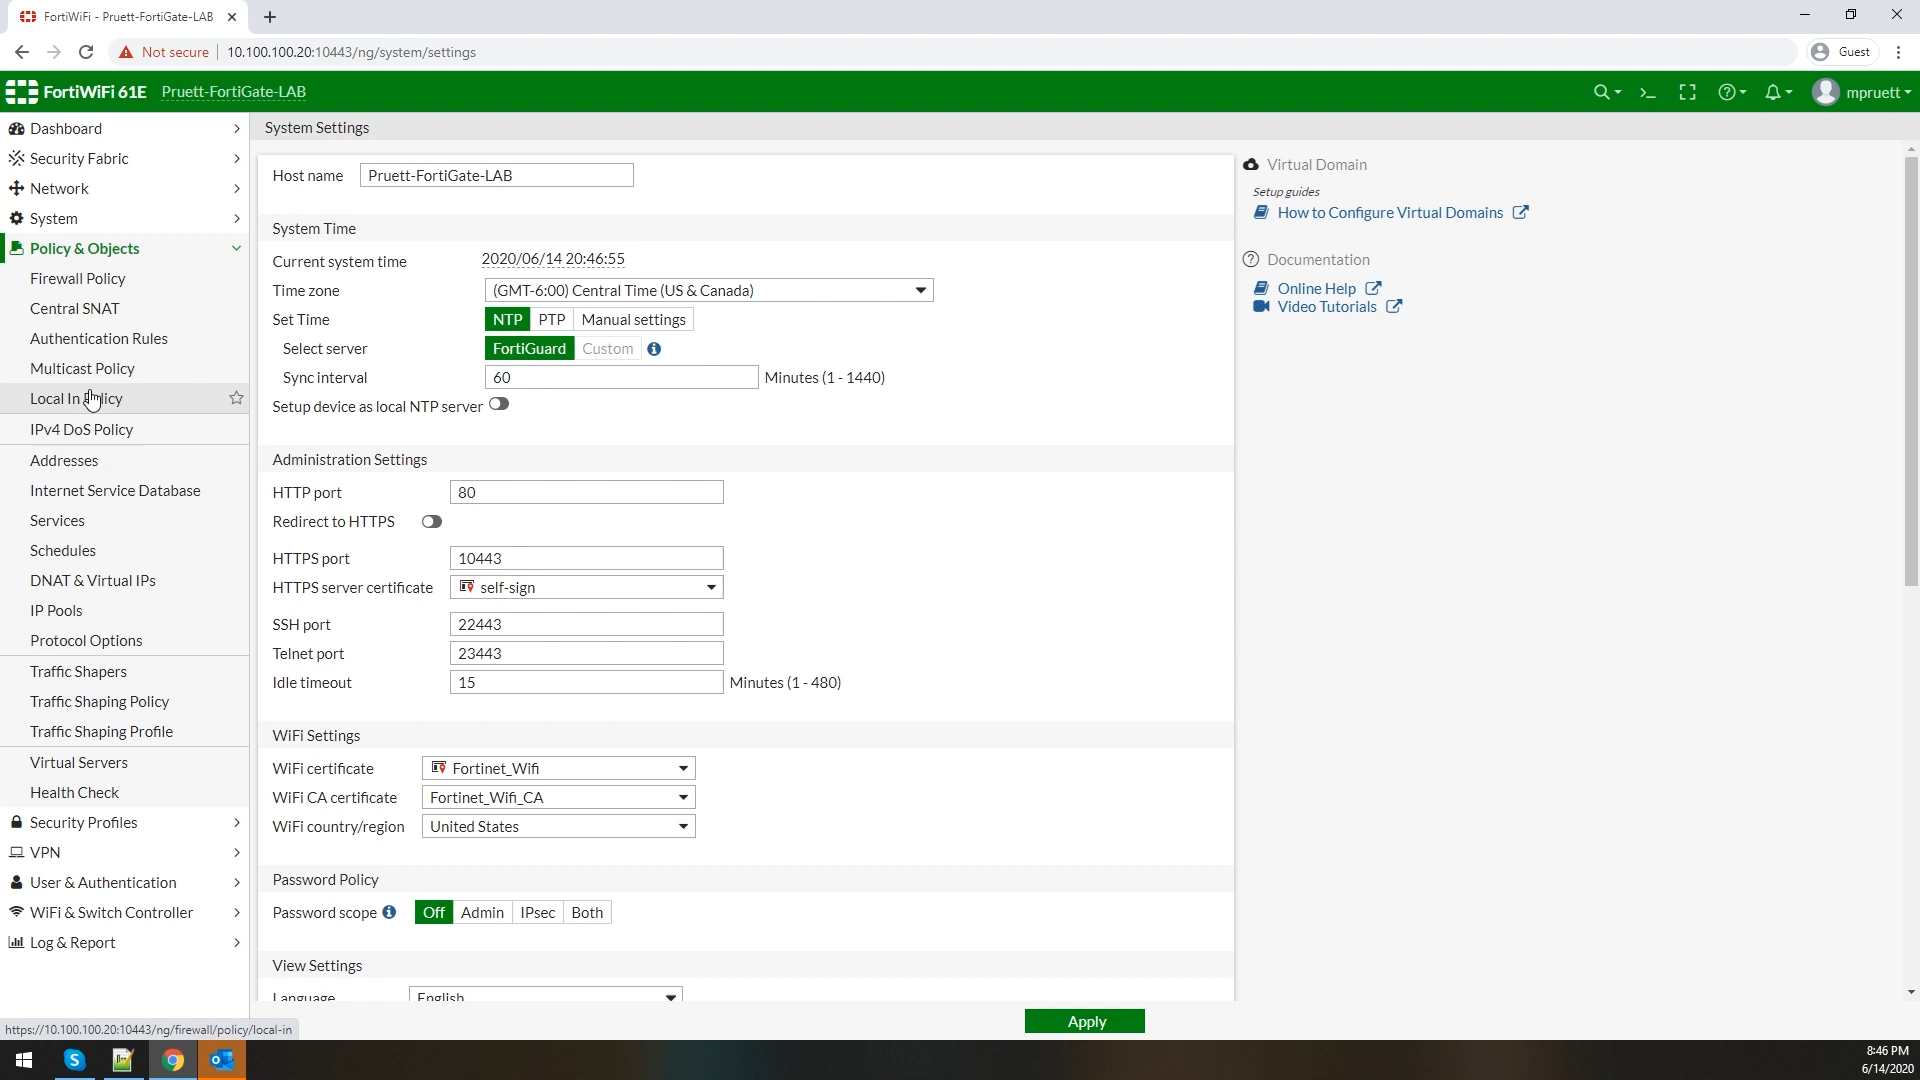 FortiWiFi - Pruett-FortiGate-LAB
Not secure
10.100.100.20:10443/ng/system/settings
Guest
FortiWiFi 61E
Pruett-FortiGate-LAB
mpruett
Dashboard
Security Fabric
Network
System
Policy & Objects
Firewall Policy
Central SNAT
Authentication Rules
Multicast Policy
Local In Policy
IPv4 DoS Policy
Addresses
Internet Service Database
Services
Schedules
DNAT & Virtual IPs
IP Pools
Protocol Options
Traffic Shapers
Traffic Shaping Policy
Traffic Shaping Profile
Virtual Servers
Health Check
Security Profiles
VPN
User & Authentication
WiFi & Switch Controller
Log & Report
https://10.100.100.20:10443/ng/firewall/policy/local-in
System Settings
Host name Pruett-FortiGate-LAB
System Time
Current system time 2020/06/14 20:46:55
Time zone (GMT-6:00) Central Time (US & Canada)
Set Time NTP PTP Manual settings
Select server FortiGuard Custom
Sync interval 60 Minutes (1 - 1440)
Setup device as local NTP server
Administration Settings
HTTP port 80
Redirect to HTTPS
HTTPS port 10443
HTTPS server certificate self-sign
SSH port 22443
Telnet port 23443
Idle timeout 15 Minutes (1 - 480)
WiFi Settings
WiFi certificate Fortinet_Wifi
WiFi CA certificate Fortinet_Wifi_CA
WiFi country/region United States
Password Policy
Password scope Off Admin IPsec Both
View Settings
Language English
Apply
Virtual Domain
Setup guides
How to Configure Virtual Domains
Documentation
Online Help
Video Tutorials
8:46 PM
6/14/2020